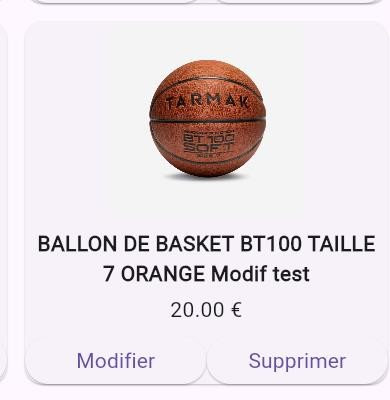 TARMAK
BT100
SOFT
BALLON DE BASKET BT100 TAILLE
7 ORANGE Modif test
20.00 €
Modifier
Supprimer